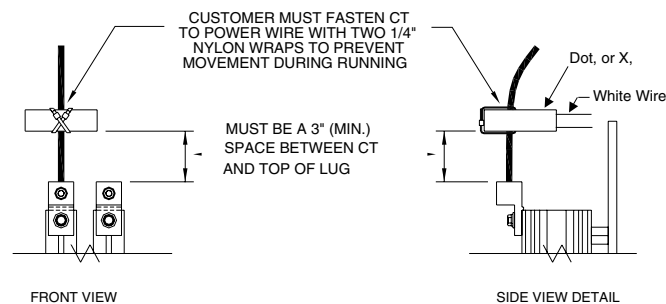 CUSTOMER MUST FASTEN CT
TO POWER WIRE WITH TWO 1/4"
NYLON WRAPS TO PREVENT
MOVEMENT DURING RUNNING
Dot, or X,
White Wire
MUST BE A 3" (MIN.)
SPACE BETWEEN CT
AND TOP OF LUG
FRONT VIEW
SIDE VIEW DETAIL